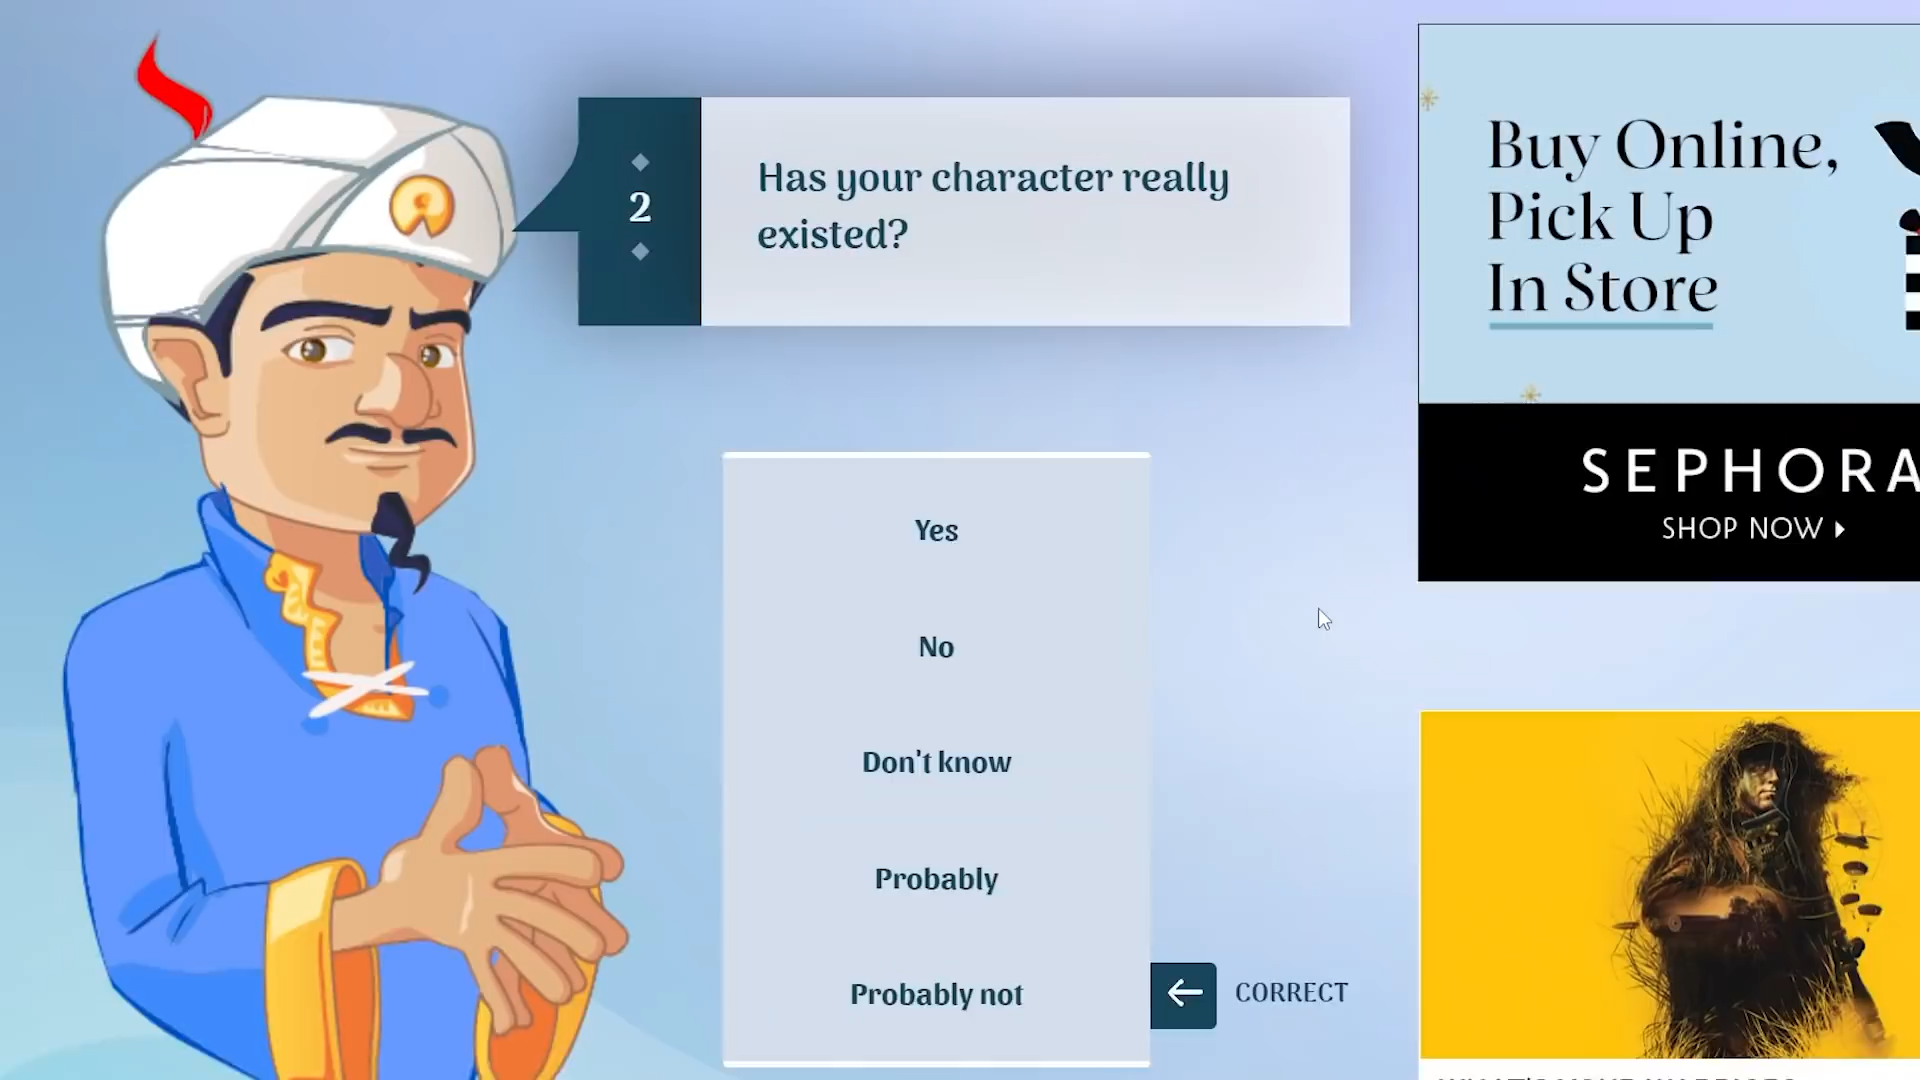 2
Has your character really
existed?
Yes
No
Don't know
Probably
Probably not
CORRECT
Buy Online,
Pick Up
In Store
SEPHORA
SHOP NOW